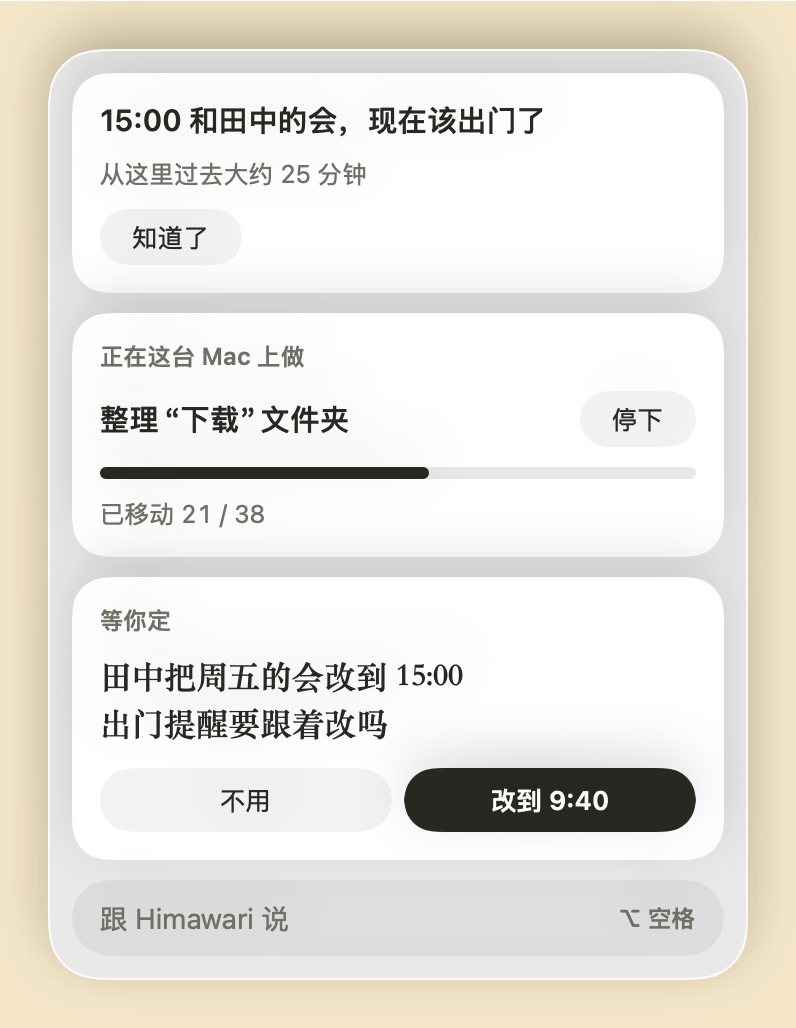 15:00 和田中的会，现在该出门了
从这里过去大约 25 分钟
知道了
正在这台 Mac 上做
整理 “下载” 文件夹
停下
已移动 21 / 38
等你定
田中把周五的会改到 15:00
出门提醒要跟着改吗
不用
改到 9:40
跟 Himawari 说
⌥ 空格